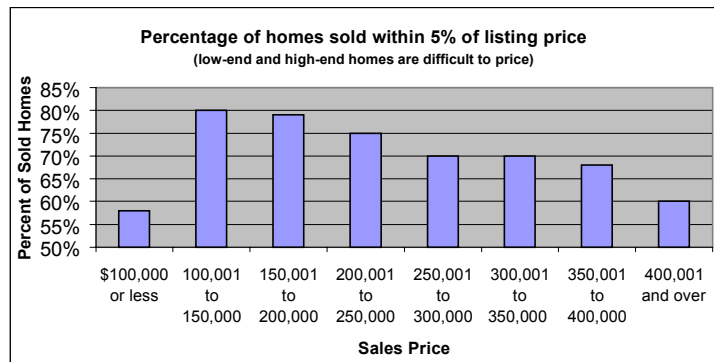 Percentage of homes sold within 5% of listing price
(low-end and high-end homes are difficult to price)
Percent of Sold Homes
85%
80%
75%
70%
65%
60%
55%
50%
$100,000 100,001 150,001 200,001 250,001 300,001 350,001 400,001
or less to to to to to to and over
150,000 200,000 250,000 300,000 350,000 400,000
Sales Price